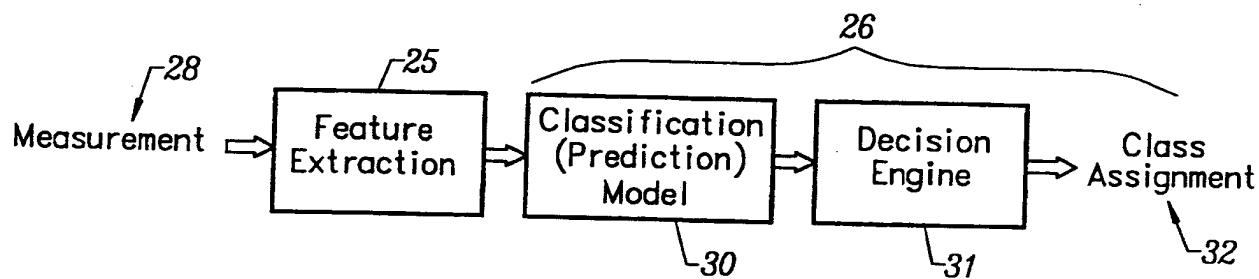 26
28
25
Measurement
Feature
Extraction
Classification
(Prediction)
Model
Decision
Engine
Class
Assignment
30
31
32